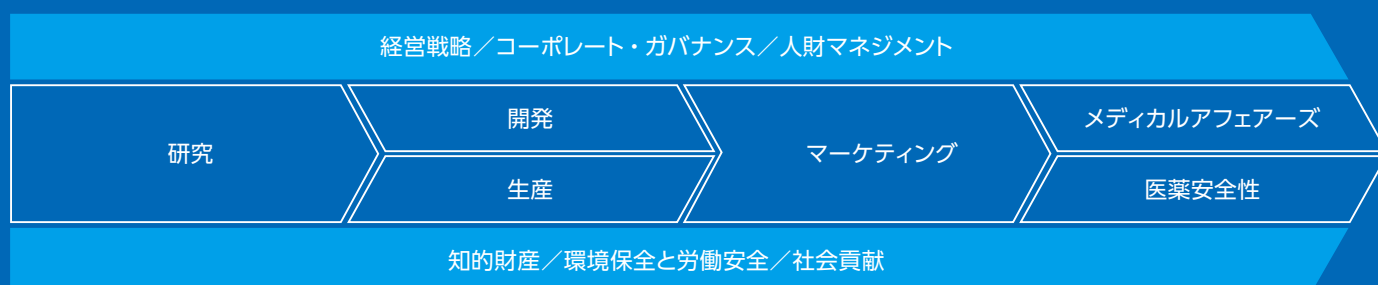 経営戦略／コーポレート・ガバナンス／人財マネジメント
研究
開発
生産
マーケティング
メディカルアフェアーズ
医薬安全性
知的財産／環境保全と労働安全／社会貢献